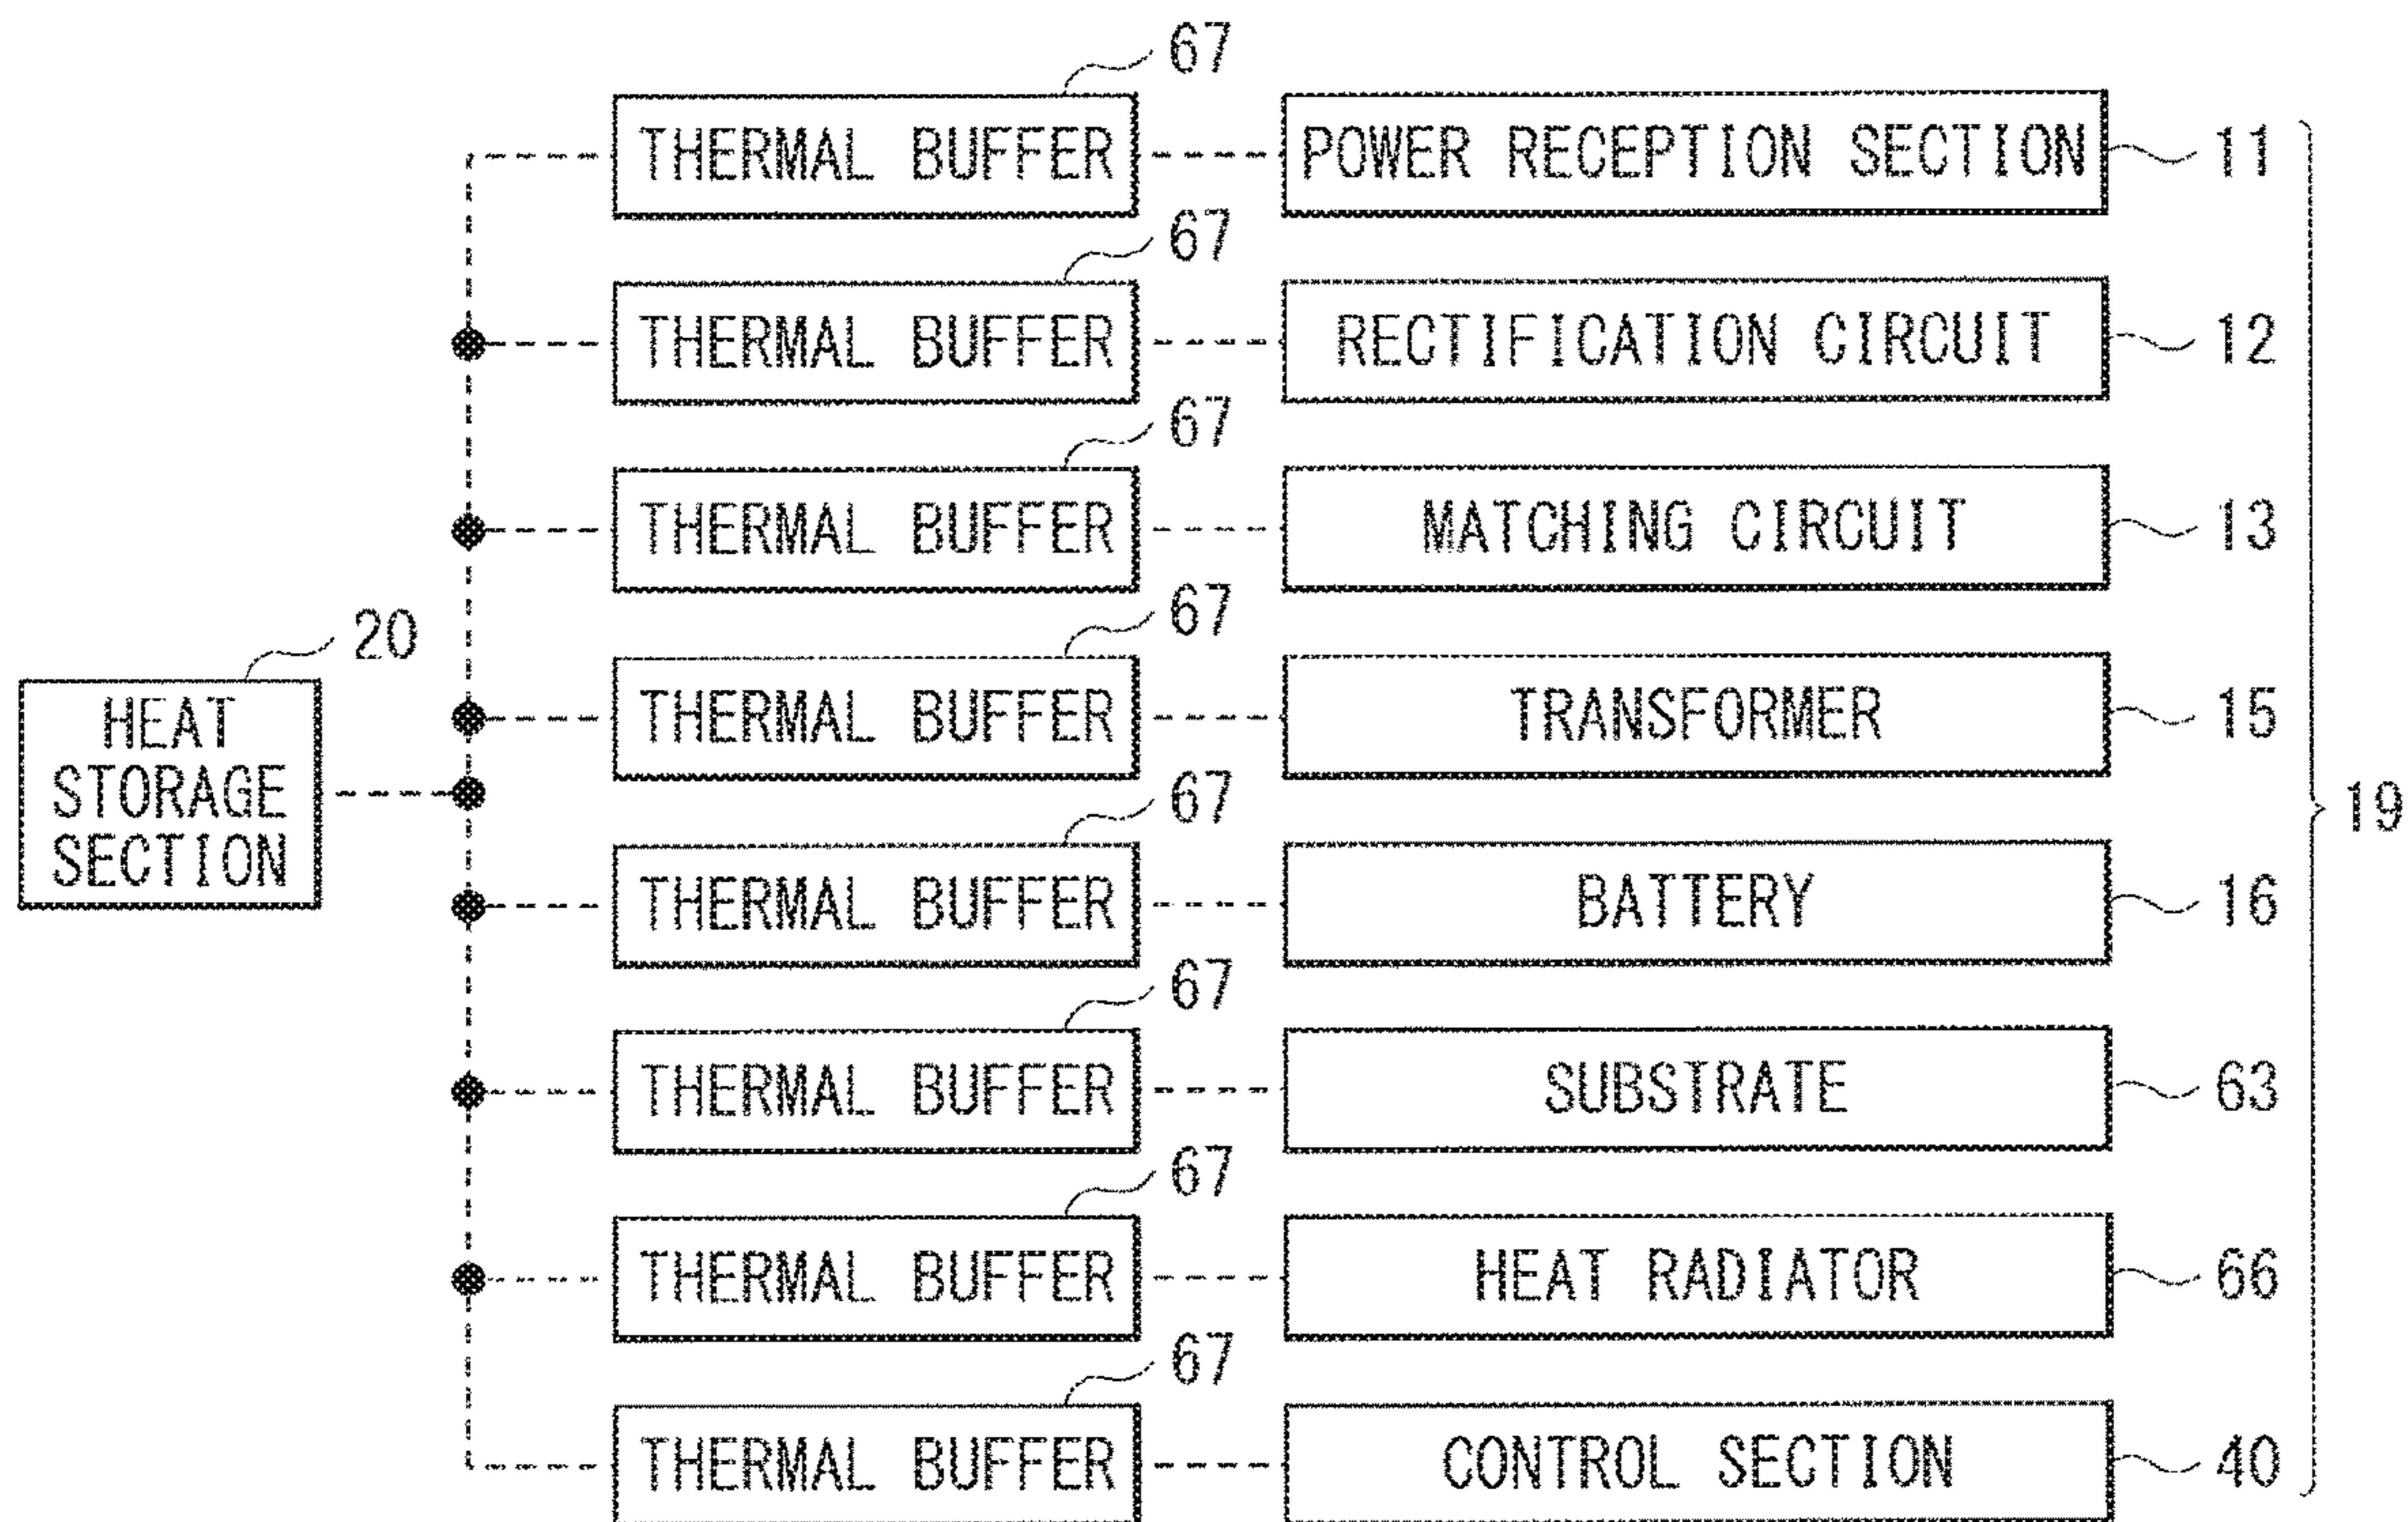 67
THERMAL BUFFER POWER RECEPTION SECTION 11
67
THERMAL BUFFER RECTIFICATION CIRCUIT 12
67
THERMAL BUFFER MATCHING CIRCUIT 13
67
THERMAL BUFFER TRANSFORMER 15
20
HEAT
STORAGE
SECTION
67
THERMAL BUFFER BATTERY 16
19
67
THERMAL BUFFER SUBSTRATE 63
67
THERMAL BUFFER HEAT RADIATOR 66
67
THERMAL BUFFER CONTROL SECTION 40